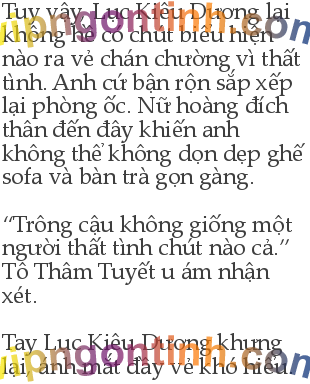 Tuy vậy, Lục Kiêu Dương lại
không hề có chút biểu hiện
nào ra vẻ chán chường vì thất
tình. Anh cứ bận rộn sắp xếp
lại phòng ốc. Nữ hoàng đích
thân đến đây khiến anh
không thể không dọn dẹp ghế
sofa và bàn trà gọn gàng.
“Trông cậu không giống một
người thất tình chút nào cả.”
Tô Thâm Tuyết u ám nhận
xét.
Tay Lục Kiêu Dương khựng
lại, ánh mắt đầy vẻ khó hiểu.
vipngontinh.com
vipngontinh.com